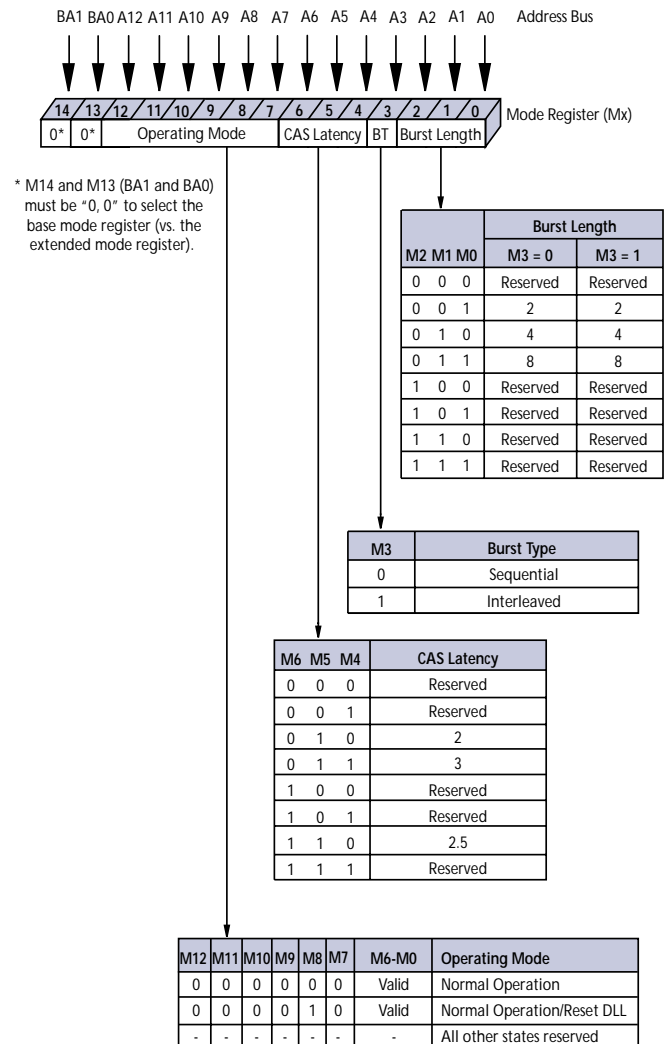 BA1 BA0 A12 A11 A10 A9 A8 A7 A6 A5 A4 A3 A2 A1 A0 Address Bus
14 13 12 11 10 9 8 7 6 5 4 3 2 1 0 Mode Register (Mx)
0* 0* Operating Mode CAS Latency BT Burst Length
* M14 and M13 (BA1 and BA0)
must be "0, 0" to select the
base mode register (vs. the
extended mode register).
Burst Length
M2 M1 M0 M3 = 0 M3 = 1
0 0 0 Reserved Reserved
0 0 1 2 2
0 1 0 4 4
0 1 1 8 8
1 0 0 Reserved Reserved
1 0 1 Reserved Reserved
1 1 0 Reserved Reserved
1 1 1 Reserved Reserved
M3 Burst Type
0 Sequential
1 Interleaved
M6 M5 M4 CAS Latency
0 0 0 Reserved
0 0 1 Reserved
0 1 0 2
0 1 1 3
1 0 0 Reserved
1 0 1 Reserved
1 1 0 2.5
1 1 1 Reserved
M12 M11 M10 M9 M8 M7 M6-M0 Operating Mode
0 0 0 0 0 0 Valid Normal Operation
0 0 0 0 1 0 Valid Normal Operation/Reset DLL
- - - - - - - All other states reserved